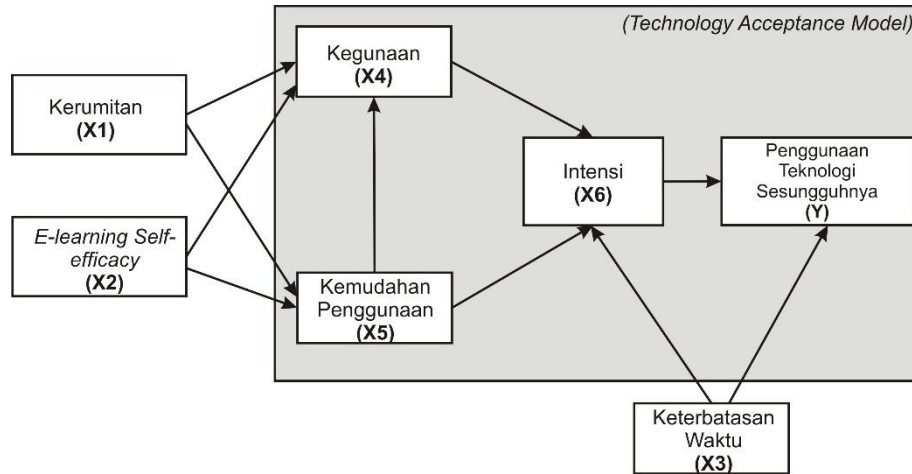 (Technology Acceptance Model)
Kegunaan
(X4)
Kerumitan
(X1)
Intensi
(X6)
Penggunaan
Teknologi
Sesungguhnya
(Y)
E-learning Self-
efficacy
(X2)
Kemudahan
Penggunaan
(X5)
Keterbatasan
Waktu
(X3)